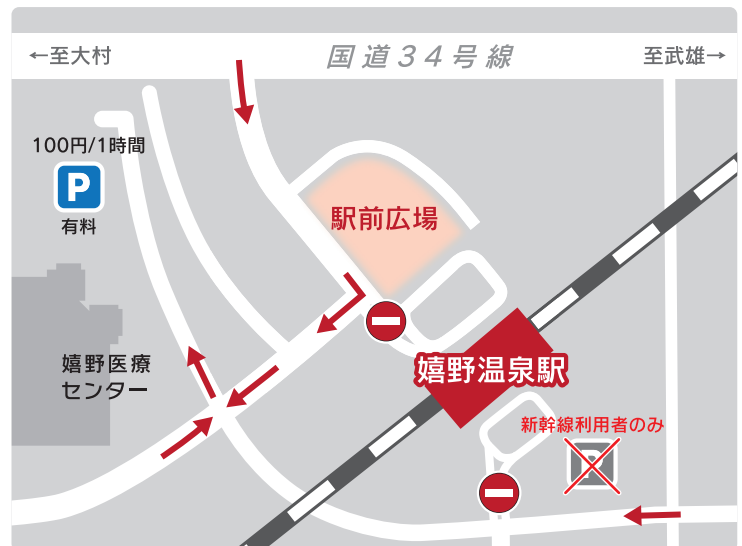 ←至大村
国道34号線
至武雄→
100円/1時間
P
有料
駅前広場
嬉野医療
センター
嬉野温泉駅
新幹線利用者のみ
P